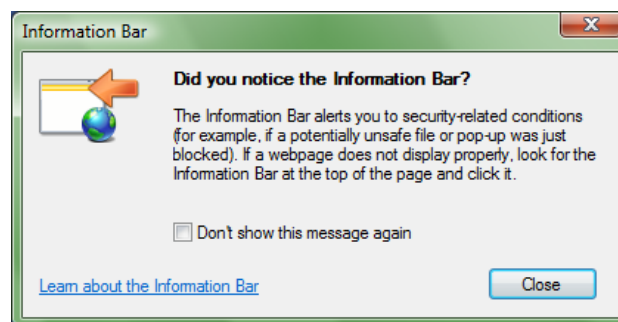 Information Bar
Did you notice the Information Bar?
The Information Bar alerts you to security-related conditions
(for example, if a potentially unsafe file or pop-up was just
blocked). If a webpage does not display properly, look for the
Information Bar at the top of the page and click it.
Don't show this message again
Learn about the Information Bar
Close